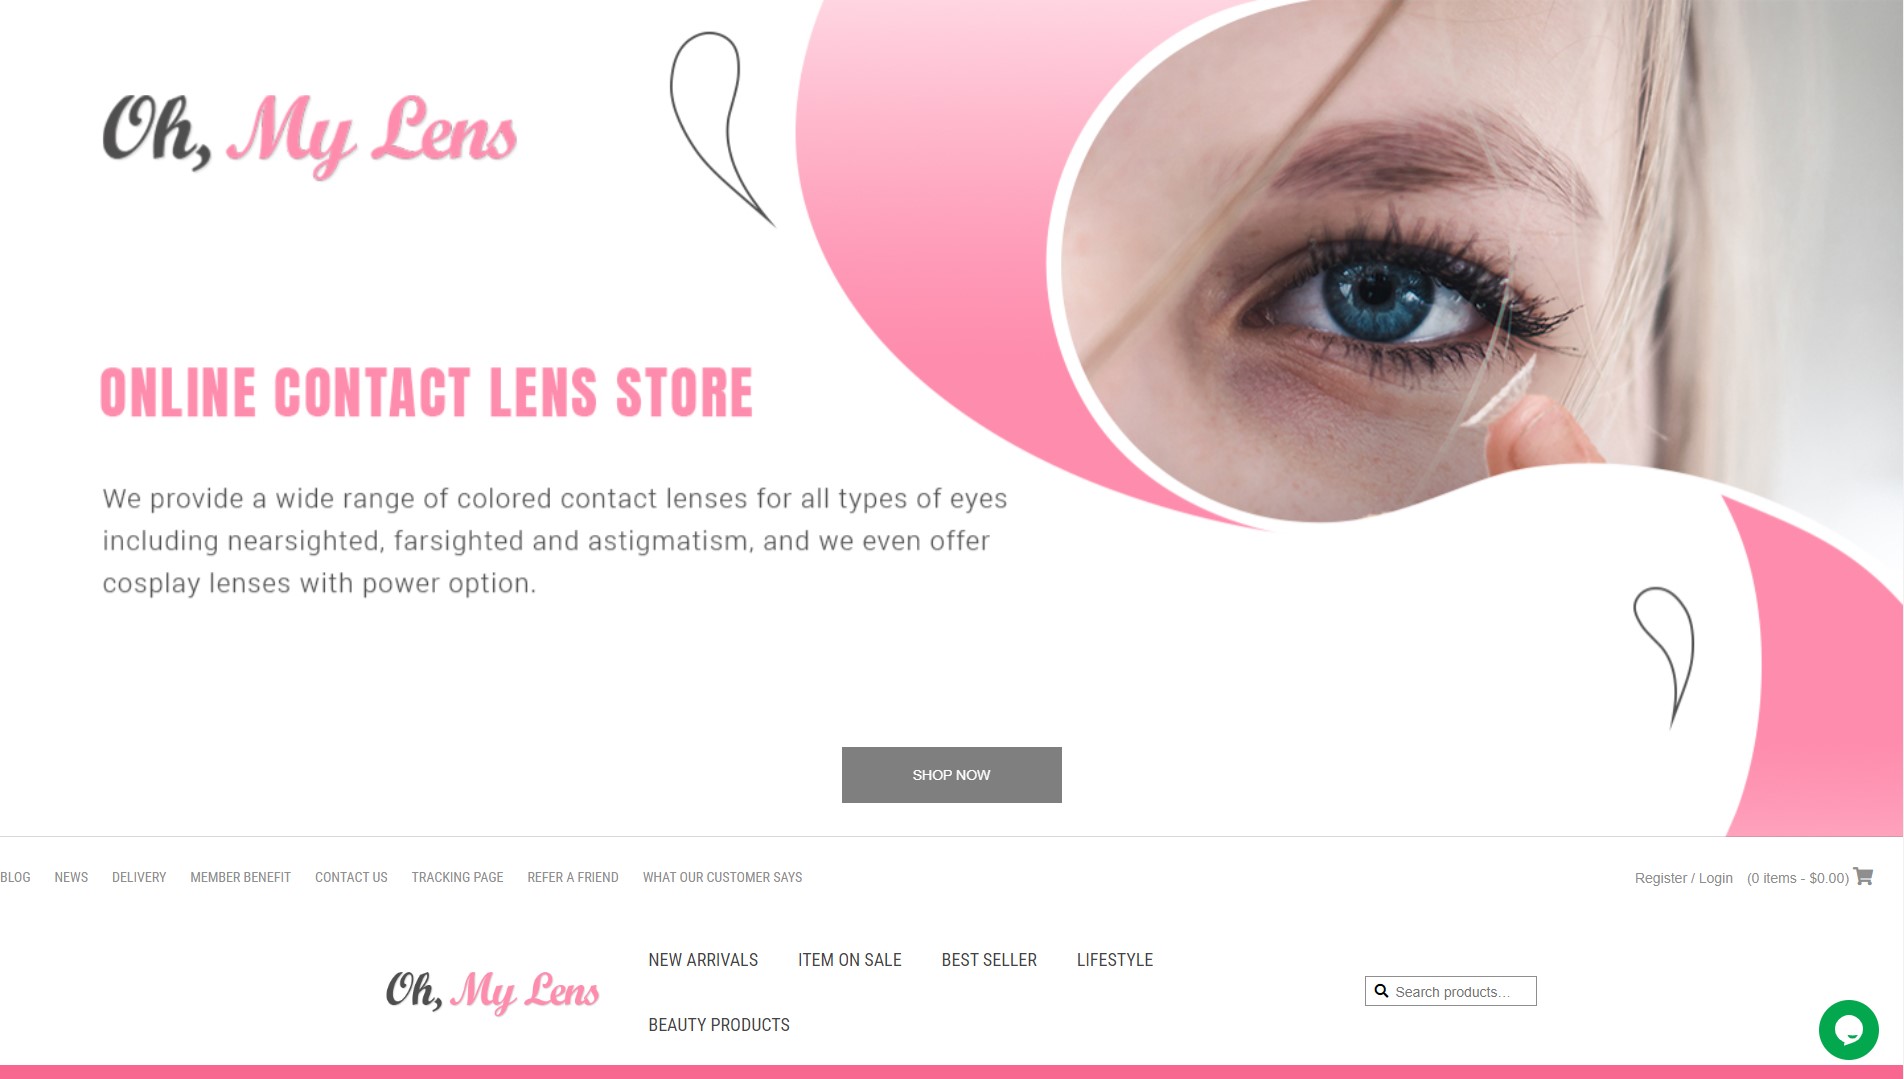 Oh, My Lens
ONLINE CONTACT LENS STORE
We provide a wide range of colored contact lenses for all types of eyes
including nearsighted, farsighted and astigmatism, and we even offer
cosplay lenses with power option.
SHOP NOW
BLOG NEWS DELIVERY MEMBER BENEFIT CONTACT US TRACKING PAGE REFER A FRIEND WHAT OUR CUSTOMER SAYS
Register / Login (0 items - $0.00)
Oh, My Lens
NEW ARRIVALS ITEM ON SALE BEST SELLER LIFESTYLE
BEAUTY PRODUCTS
Search products...